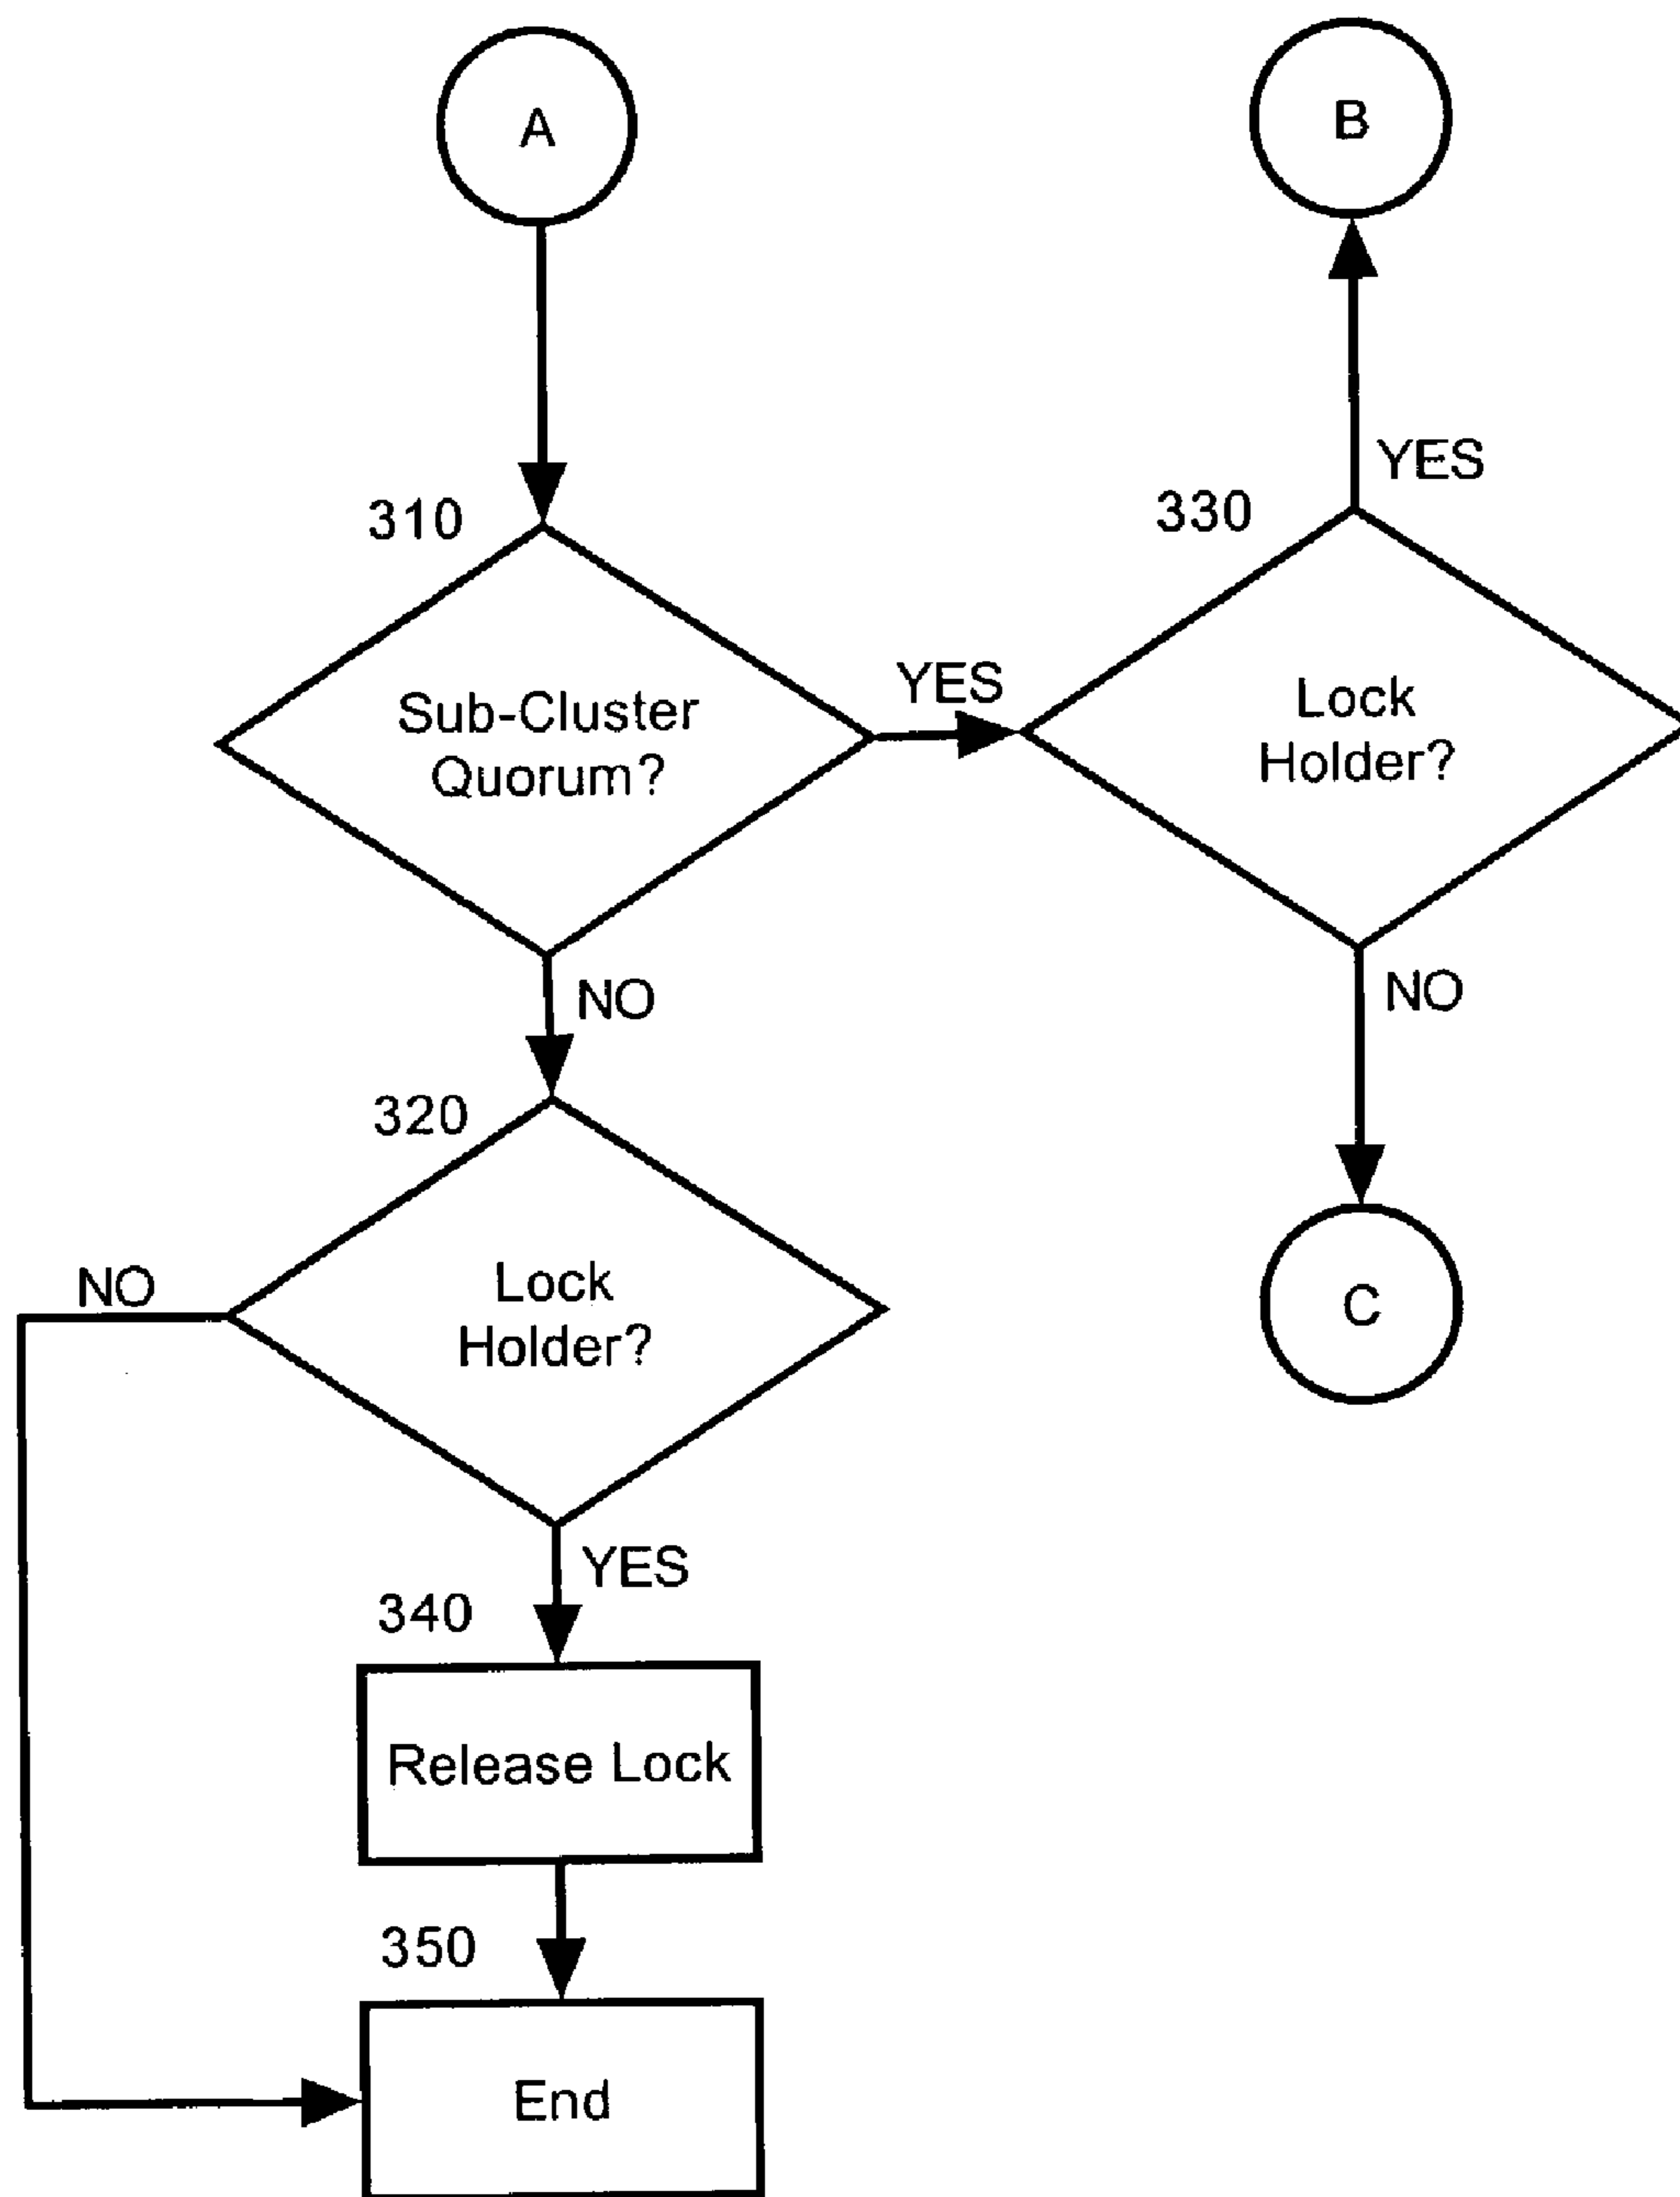 A
B
YES
310
330
YES
Sub-Cluster
Quorum?
Lock
Holder?
NO
NO
320
NO
Lock
Holder?
C
YES
340
Release Lock
350
End